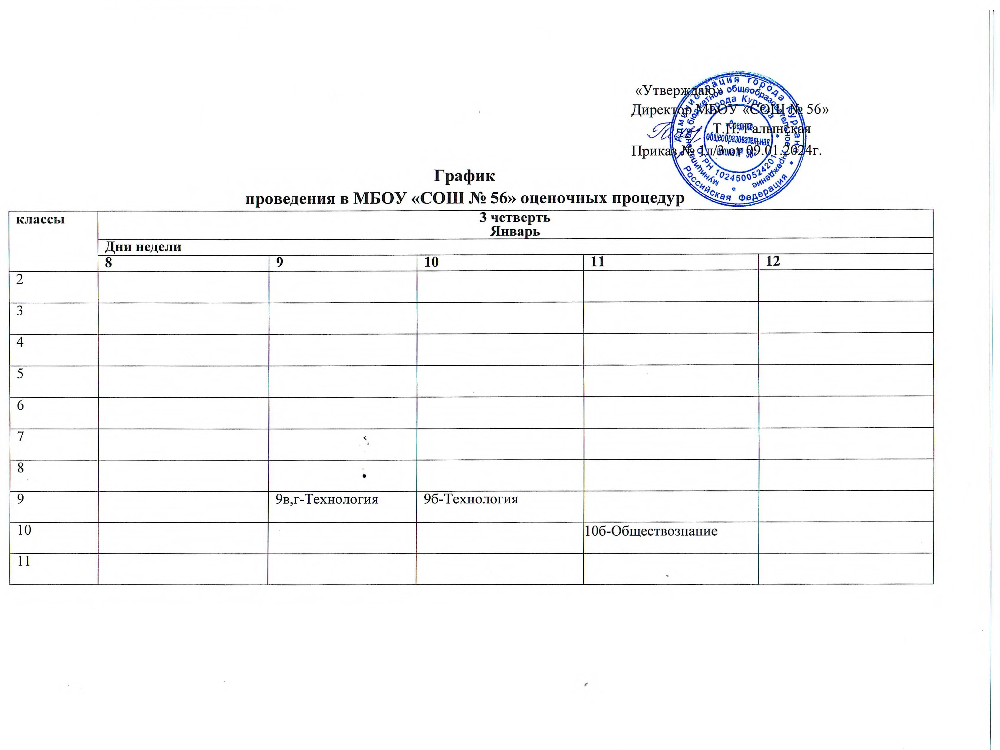 «Утверждаю»
Директор МБОУ «СОШ № 56»
Т.П. Галынская
Приказ № 1л/3 от 09.01.2024г.
Администрация города Кургана * Российская Федерация *
муниципальное бюджетное общеобразовательное учреждение *
города Кургана * ОГРН 1024500524201 *
«Средняя
общеобразовательная
школа № 56»
График
проведения в МБОУ «СОШ № 56» оценочных процедур
классы
3 четверть
Январь
Дни недели
8 9 10 11 12
2
3
4
5
6
7
8
9 9в,г-Технология 9б-Технология
10 10б-Обществознание
11